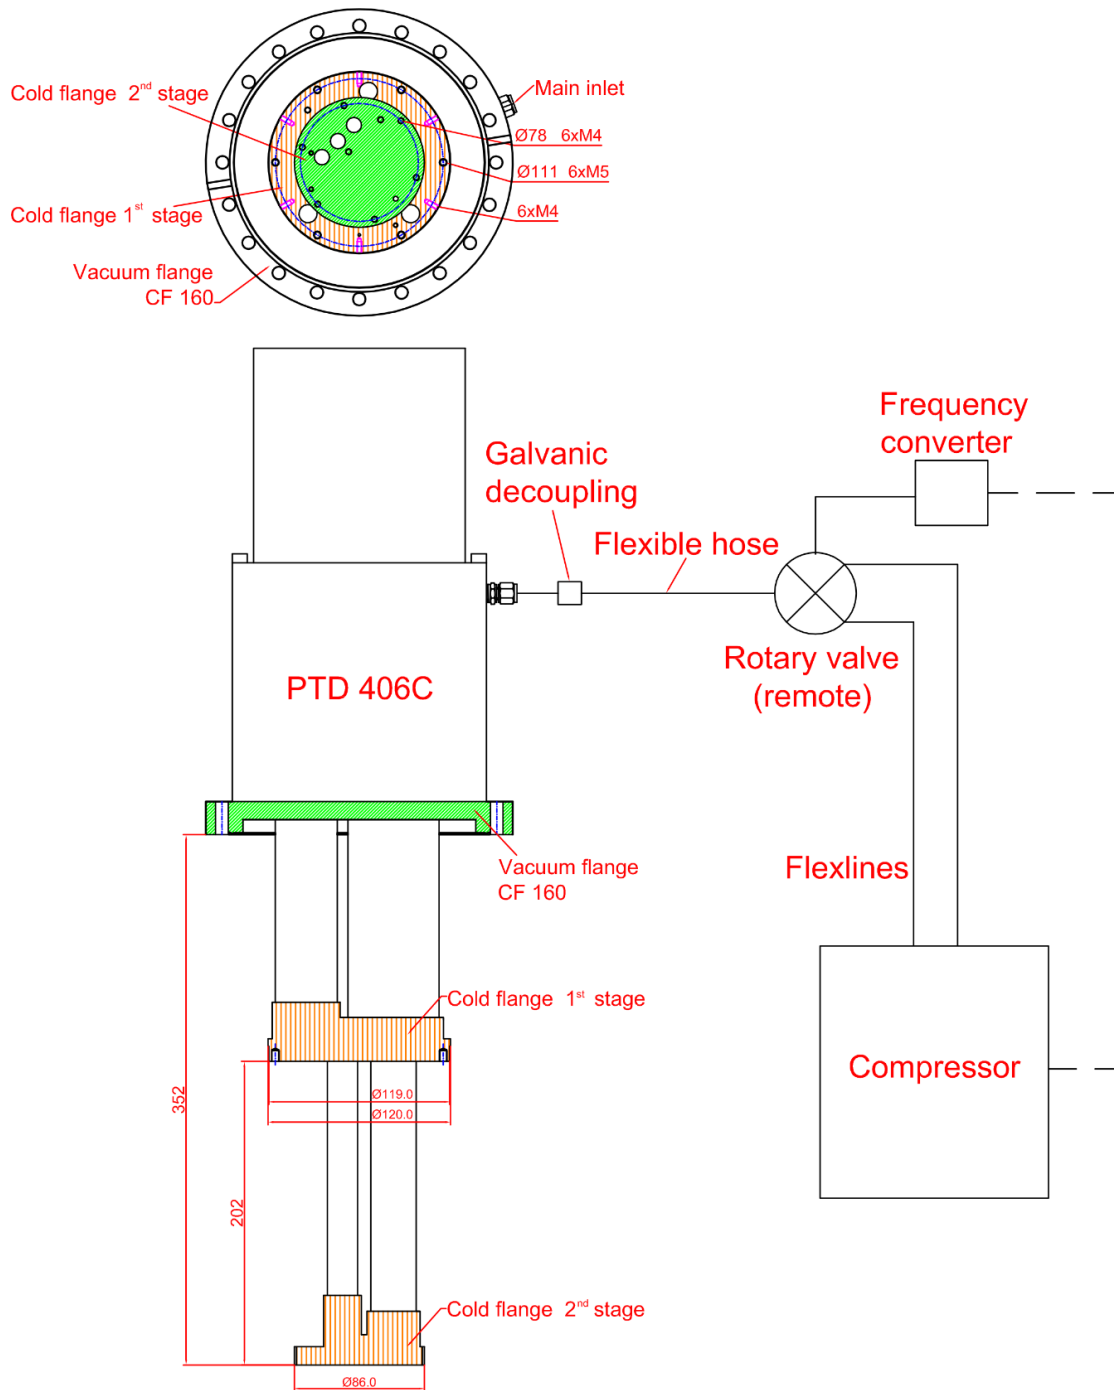 Cold flange 2nd stage
Main inlet
Ø78 6xM4
Ø111 6xM5
Cold flange 1st stage
6xM4
Vacuum flange
CF 160
Frequency
converter
Galvanic
decoupling
Flexible hose
Rotary valve
(remote)
PTD 406C
Vacuum flange
CF 160
Flexlines
Cold flange 1st stage
Compressor
352
Ø119.0
Ø120.0
202
Cold flange 2nd stage
Ø86.0